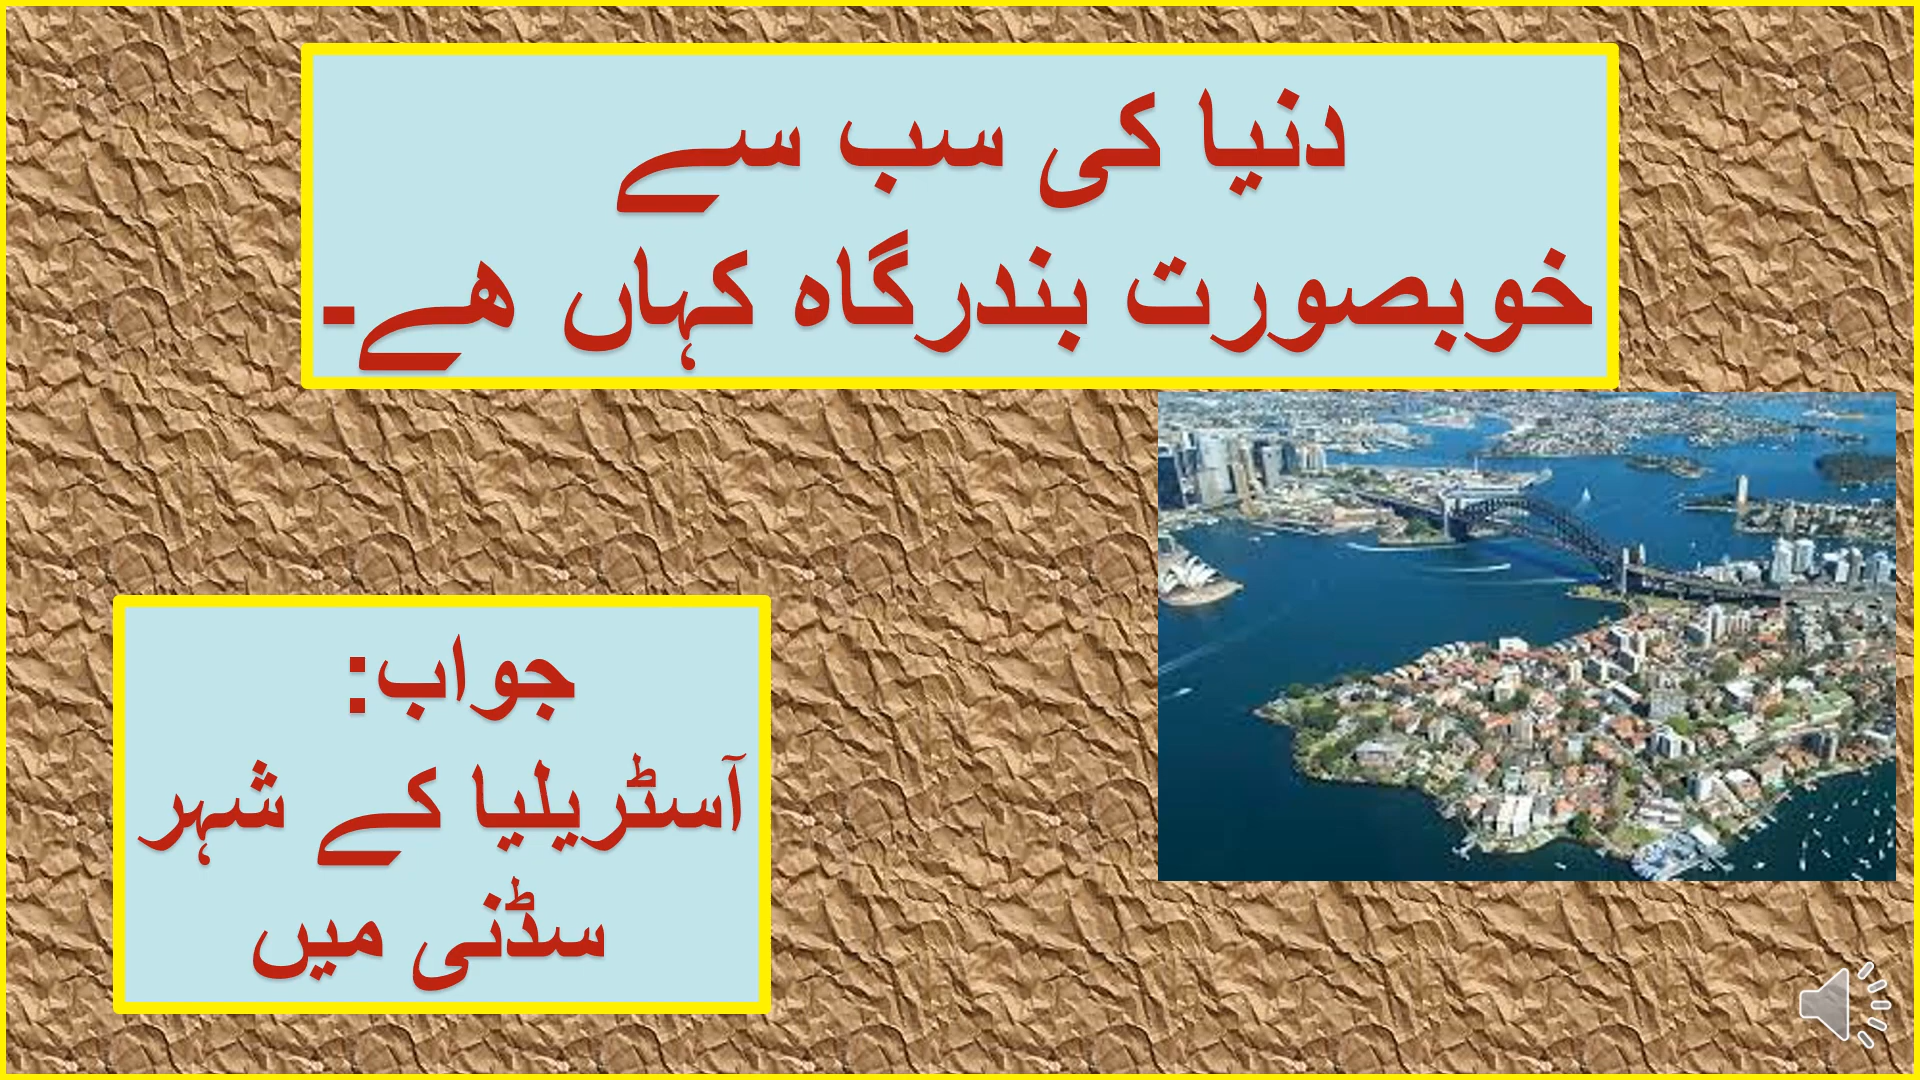 دنیا کی سب سے
خوبصورت بندرگاہ کہاں ھے۔
جواب:
آسٹریلیا کے شہر
سڈنی میں